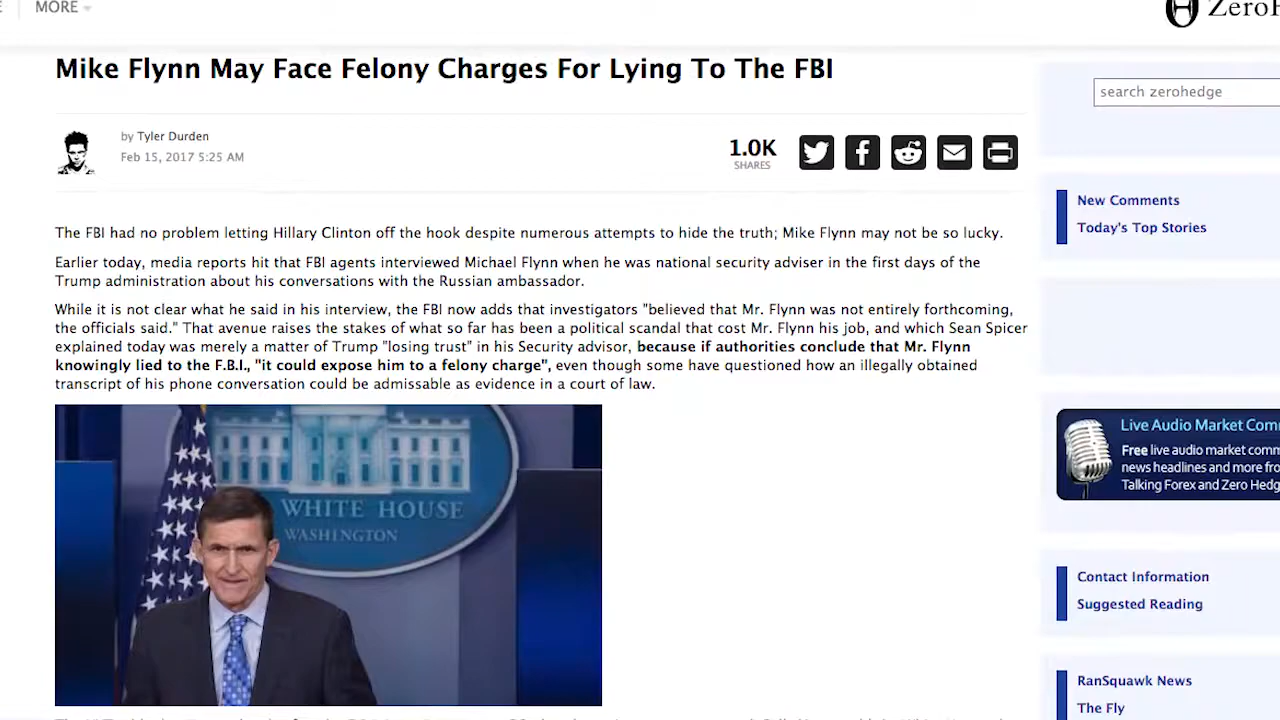 MORE
Zero
Mike Flynn May Face Felony Charges For Lying To The FBI
search zerohedge
by Tyler Durden
Feb 15, 2017 5:25 AM
1.0K
SHARES
New Comments
Today's Top Stories
The FBI had no problem letting Hillary Clinton off the hook despite numerous attempts to hide the truth; Mike Flynn may not be so lucky.
Earlier today, media reports hit that FBI agents interviewed Michael Flynn when he was national security adviser in the first days of the
Trump administration about his conversations with the Russian ambassador.
While it is not clear what he said in his interview, the FBI now adds that investigators "believed that Mr. Flynn was not entirely forthcoming,
the officials said." That avenue raises the stakes of what so far has been a political scandal that cost Mr. Flynn his job, and which Sean Spicer
explained today was merely a matter of Trump "losing trust" in his Security advisor, because if authorities conclude that Mr. Flynn
knowingly lied to the F.B.I., "it could expose him to a felony charge", even though some have questioned how an illegally obtained
transcript of his phone conversation could be admissable as evidence in a court of law.
THE WHITE HOUSE
WASHINGTON
Live Audio Market Com
Free live audio market comm
news headlines and more fro
Talking Forex and Zero Hedg
Contact Information
Suggested Reading
RanSquawk News
The Fly